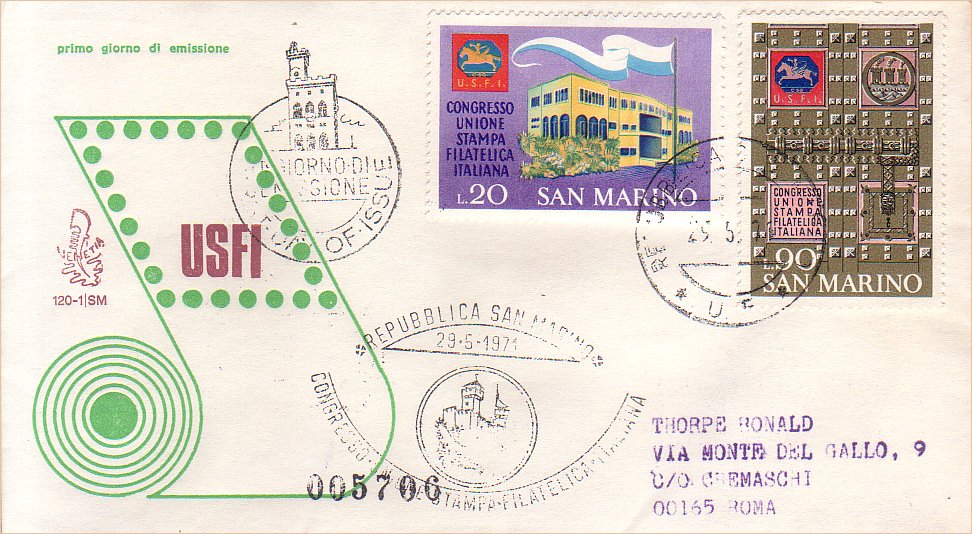 primo giorno di emissione
GIORNO DI
EMISSIONE
OF·ISSUE
USFI
120-1|SM
U.S.F.I.
CONGRESSO
UNIONE
STAMPA
FILATELICA
ITALIANA
L.20 SAN MARINO
U.S.F.I.
CONGRESSO
UNIONE
STAMPA
FILATELICA
ITALIANA
L.90
SAN MARINO
29.5.
REPUBBLICA SAN MARINO
29-5-1971
CONGRESSO STAMPA·FILATELICA·ITALIANA
005706
THORPE RONALD
VIA MONTE DEL GALLO, 9
C/O CREMASCHI
00165 ROMA